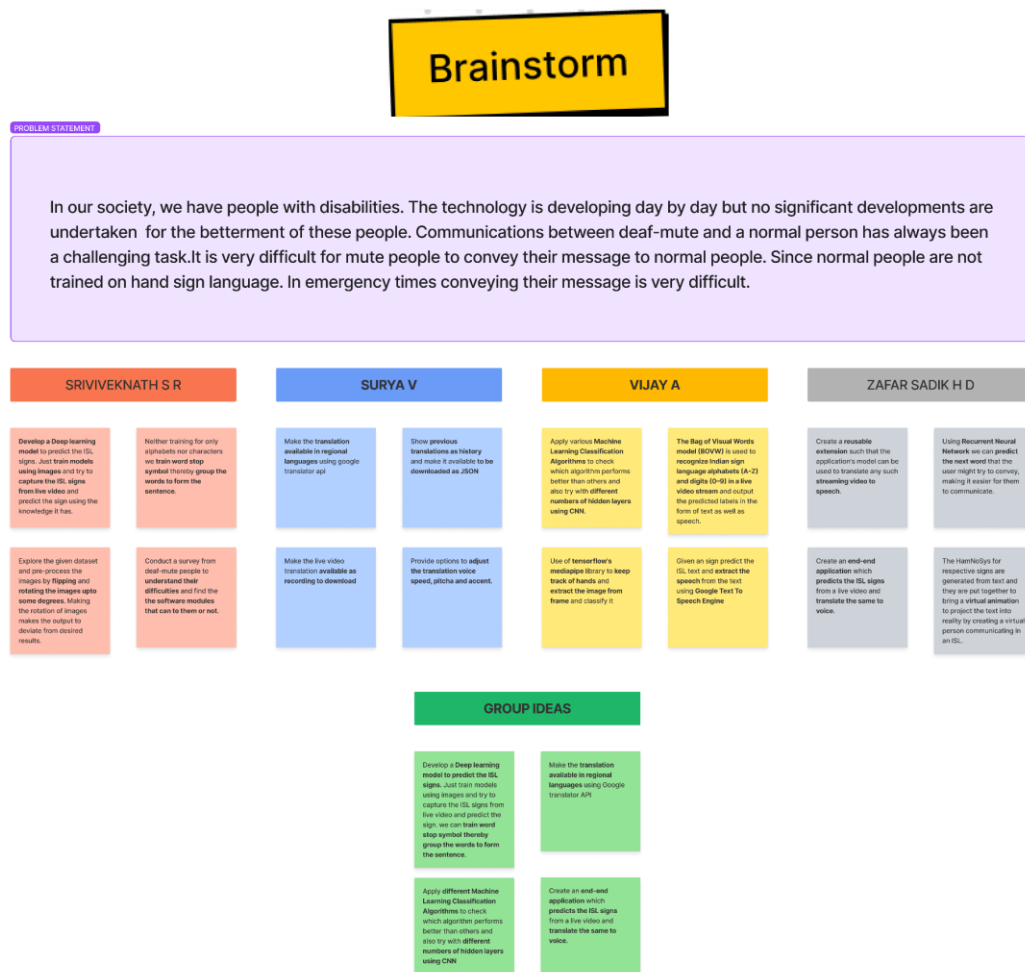 Brainstorm
PROBLEM STATEMENT
In our society, we have people with disabilities. The technology is developing day by day but no significant developments are
undertaken for the betterment of these people. Communications between deaf-mute and a normal person has always been
a challenging task.It is very difficult for mute people to convey their message to normal people. Since normal people are not
trained on hand sign language. In emergency times conveying their message is very difficult.
SRIVIVEKNATH S R
Develop a Deep learning
model to predict the ISL
signs. Just train models
using images and try to
capture the ISL signs
from live video and
predict the sign using the
knowledge it has.
Neither training for only
alphabets nor characters
we train word stop
symbol thereby group the
words to form the
sentence.
Explore the given dataset
and pre-process the
images by flipping and
rotating the images upto
some degrees. Making
the rotation of images
makes the output to
deviate from desired
results.
Conduct a survey from
deaf-mute people to
understand their
difficulties and find the
the software modules
that can to them or not.
SURYA V
Make the translation
available in regional
languages using google
translator api
Show previous
translations as history
and make it available to be
downloaded as JSON
Make the live video
translation available as
recording to download
Provide options to adjust
the translation voice
speed, pitcha and accent.
VIJAY A
Apply various Machine
Learning Classification
Algorithms to check
which algorithm performs
better than others and
also try with different
numbers of hidden layers
using CNN.
The Bag of Visual Words
model (BOVW) is used to
recognize Indian sign
language alphabets (A-Z)
and digits (0-9) in a live
video stream and output
the predicted labels in the
form of text as well as
speech.
Use of tensorflow's
mediapipe library to keep
track of hands and
extract the image from
frame and classify it
Given an sign predict the
ISL text and extract the
speech from the text
using Google Text To
Speech Engine
ZAFAR SADIK H D
Create a reusable
extension such that the
application's model can be
used to translate any such
streaming video to
speech.
Using Recurrent Neural
Network we can predict
the next word that the
user might try to convey,
making it easier for them
to communicate.
Create an end-end
application which
predicts the ISL signs
from a live video and
translate the same to
voice.
The HamNoSys for
respective signs are
generated from text and
they are put together to
bring a virtual animation
to project the text into
reality by creating a virtual
person communicating in
an ISL.
GROUP IDEAS
Develop a Deep learning
model to predict the ISL
signs. Just train models
using images and try to
capture the ISL signs from
live video and predict the
sign. we can train word
stop symbol thereby
group the words to form
the sentence.
Make the translation
available in regional
languages using Google
translator API
Apply different Machine
Learning Classification
Algorithms to check
which algorithm performs
better than others and
also try with different
numbers of hidden layers
using CNN
Create an end-end
application which
predicts the ISL signs
from a live video and
translate the same to
voice.